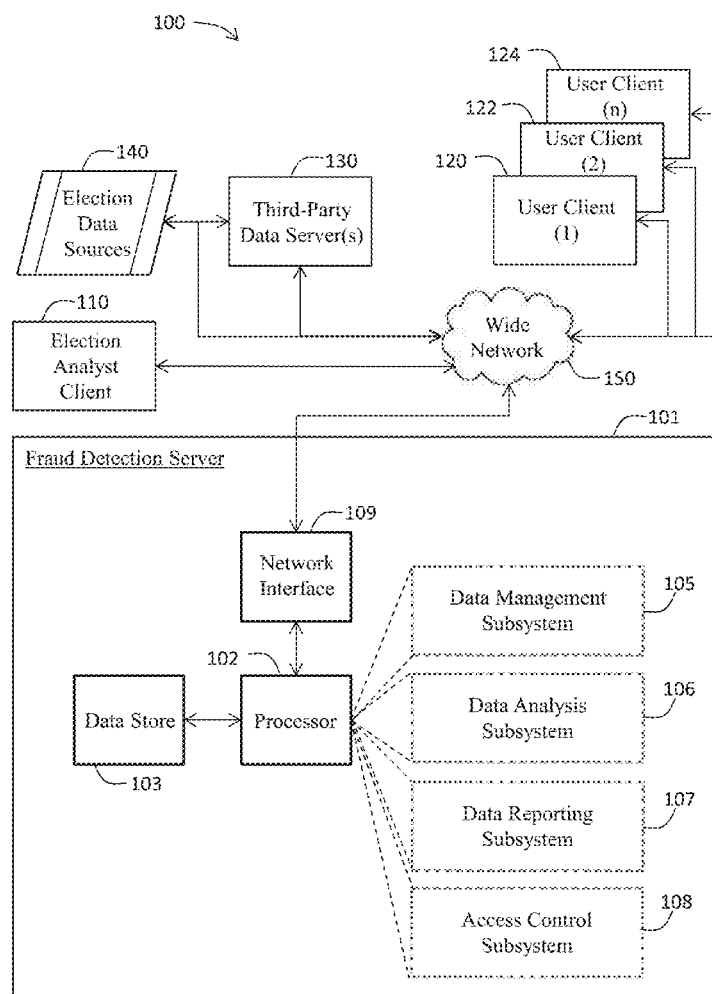 100
124
User Client
(n)
122
User Client
(2)
120
User Client
(1)
140
Election
Data
Sources
130
Third-Party
Data Server(s)
110
Election
Analyst
Client
Wide
Network
150
101
Fraud Detection Server
109
Network
Interface
102
Processor
Data Store
103
Data Management
Subsystem
105
Data Analysis
Subsystem
106
Data Reporting
Subsystem
107
Access Control
Subsystem
108